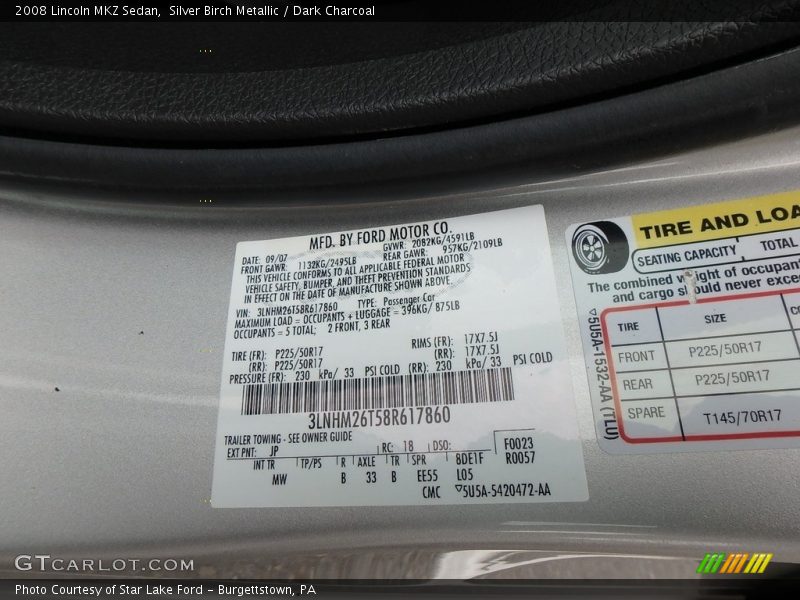 2008 Lincoln MKZ Sedan,  Silver Birch Metallic / Dark Charcoal
MFD. BY FORD MOTOR CO.
DATE: 09/07 GVWR: 2082KG/4591LB
FRONT GAWR: 1132KG/2495LB REAR GAWR: 957KG/2109LB
THIS VEHICLE CONFORMS TO ALL APPLICABLE FEDERAL MOTOR
VEHICLE SAFETY, BUMPER, AND THEFT PREVENTION STANDARDS
IN EFFECT ON THE DATE OF MANUFACTURE SHOWN ABOVE.
VIN: 3LNHM26T58R617860 TYPE: Passenger Car
MAXIMUM LOAD = OCCUPANTS + LUGGAGE = 396KG/ 875LB
OCCUPANTS = 5 TOTAL; 2 FRONT, 3 REAR
TIRE (FR): P225/50R17 RIMS (FR): 17X7.5J
(RR): P225/50R17 (RR): 17X7.5J
PRESSURE (FR): 230 kPa/ 33 PSI COLD (RR): 230 kPa/ 33 PSI COLD
3LNHM26T58R617860
TRAILER TOWING - SEE OWNER GUIDE
EXT PNT: JP RC: 18 DSO: F0023
INT TR TP/PS R AXLE TR SPR 8DE1F R0057
MW B 33 B EE55 L05
CMC ▽5U5A-5420472-AA
TIRE AND LOA
SEATING CAPACITY TOTAL
The combined weight of occupan
and cargo should never excee
▽5U5A-1532-AA (TLU)
TIRE SIZE CO
FRONT P225/50R17
REAR P225/50R17
SPARE T145/70R17
GTCARLOT.COM
Photo Courtesy of Star Lake Ford - Burgettstown, PA